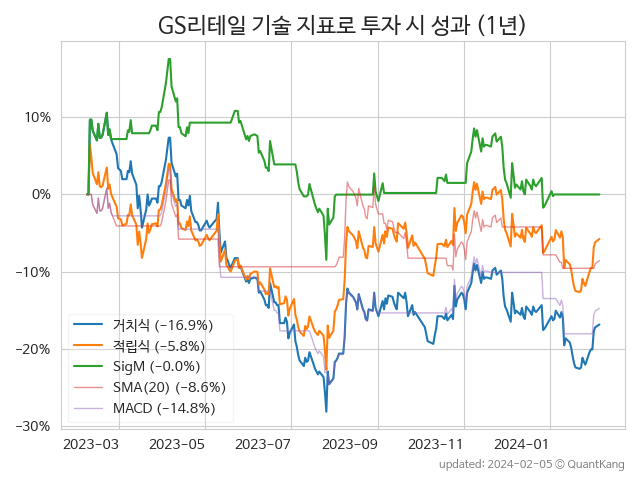 GS리테일 기술 지표로 투자 시 성과 (1년)
10%
0%
−10%
−20%
−30%
거치식 (−16.9%)
적립식 (−5.8%)
SigM (−0.0%)
SMA(20) (−8.6%)
MACD (−14.8%)
2023-03 2023-05 2023-07 2023-09 2023-11 2024-01
updated: 2024-02-05 © QuantKang